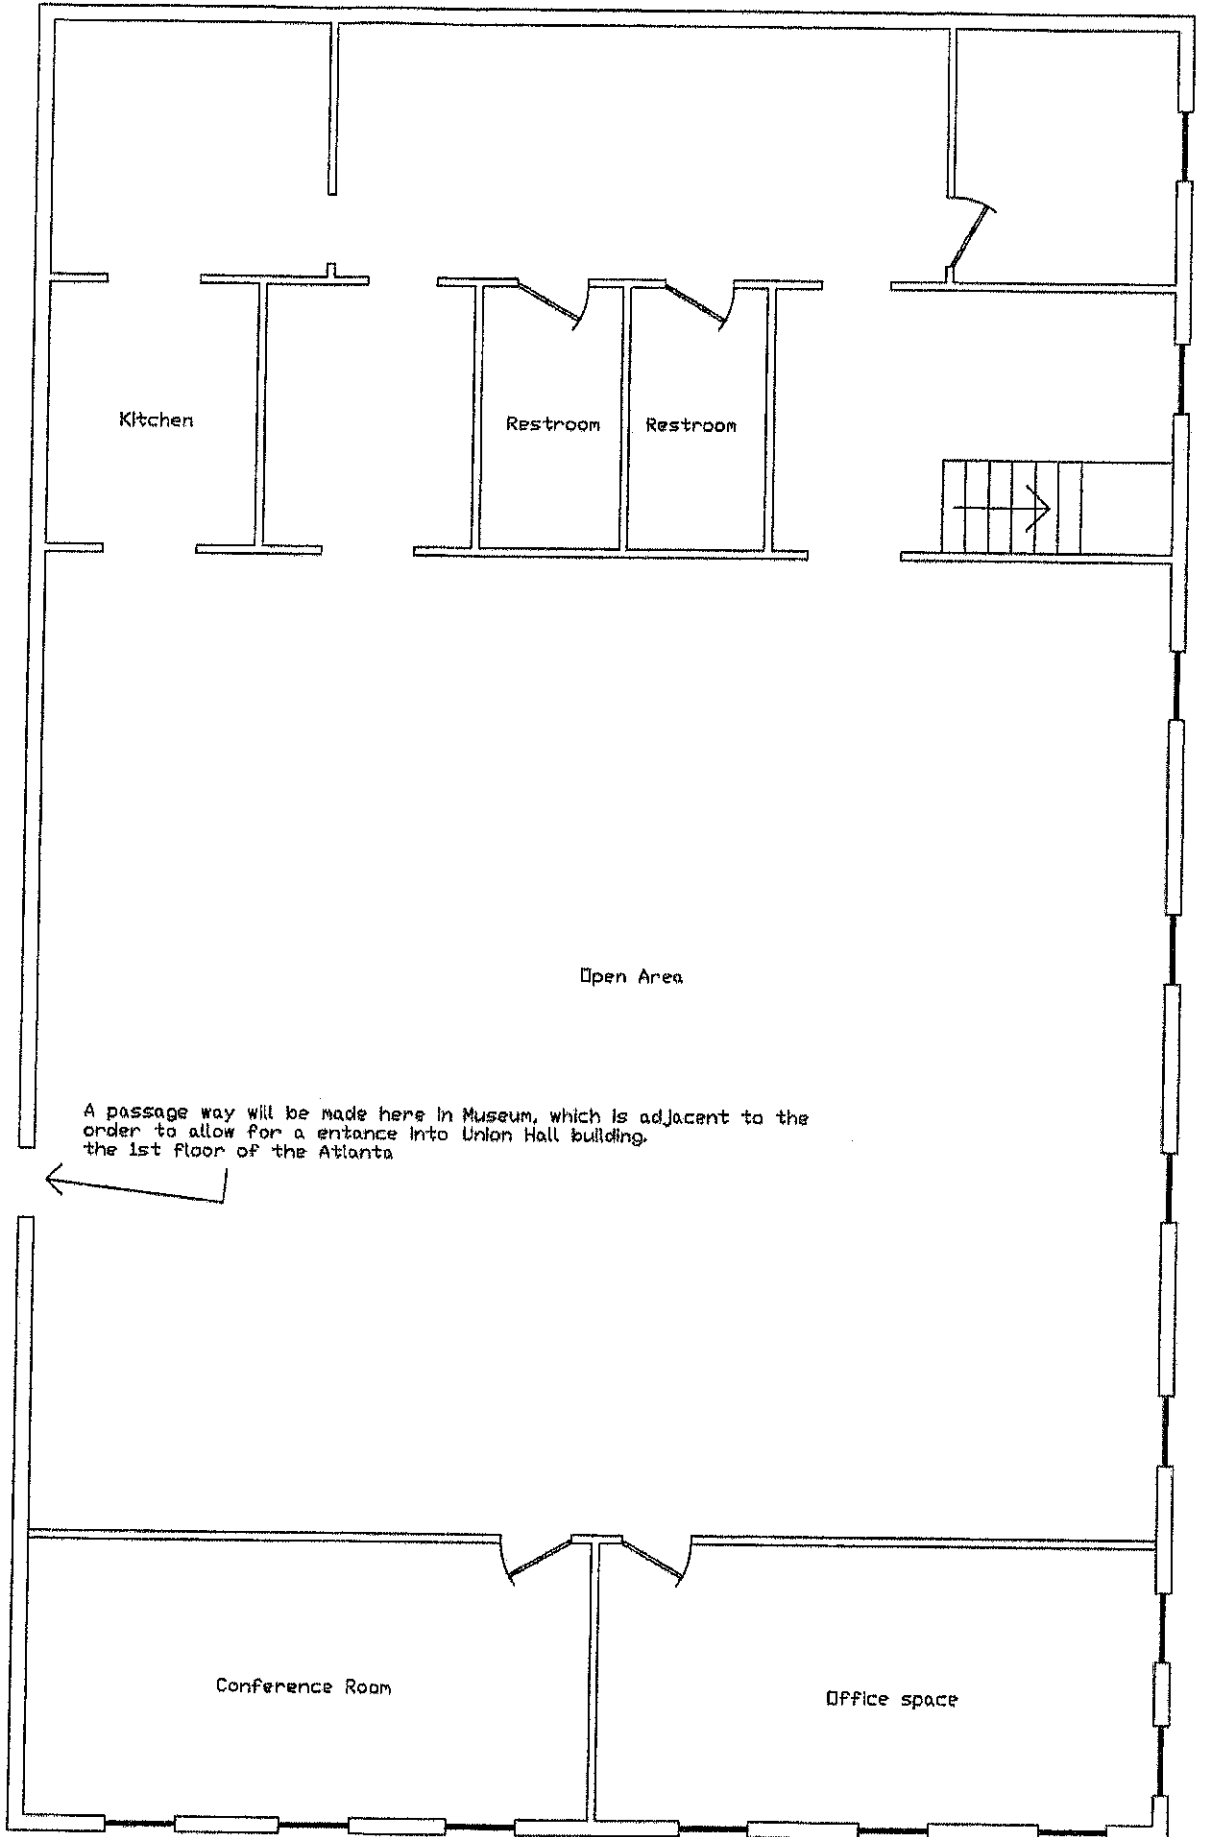 Kitchen
Restroom
Restroom
Open Area
A passage way will be made here in Museum, which is adjacent to the
order to allow for a entance into Union Hall building.
the 1st floor of the Atlanta
Conference Room
Office space